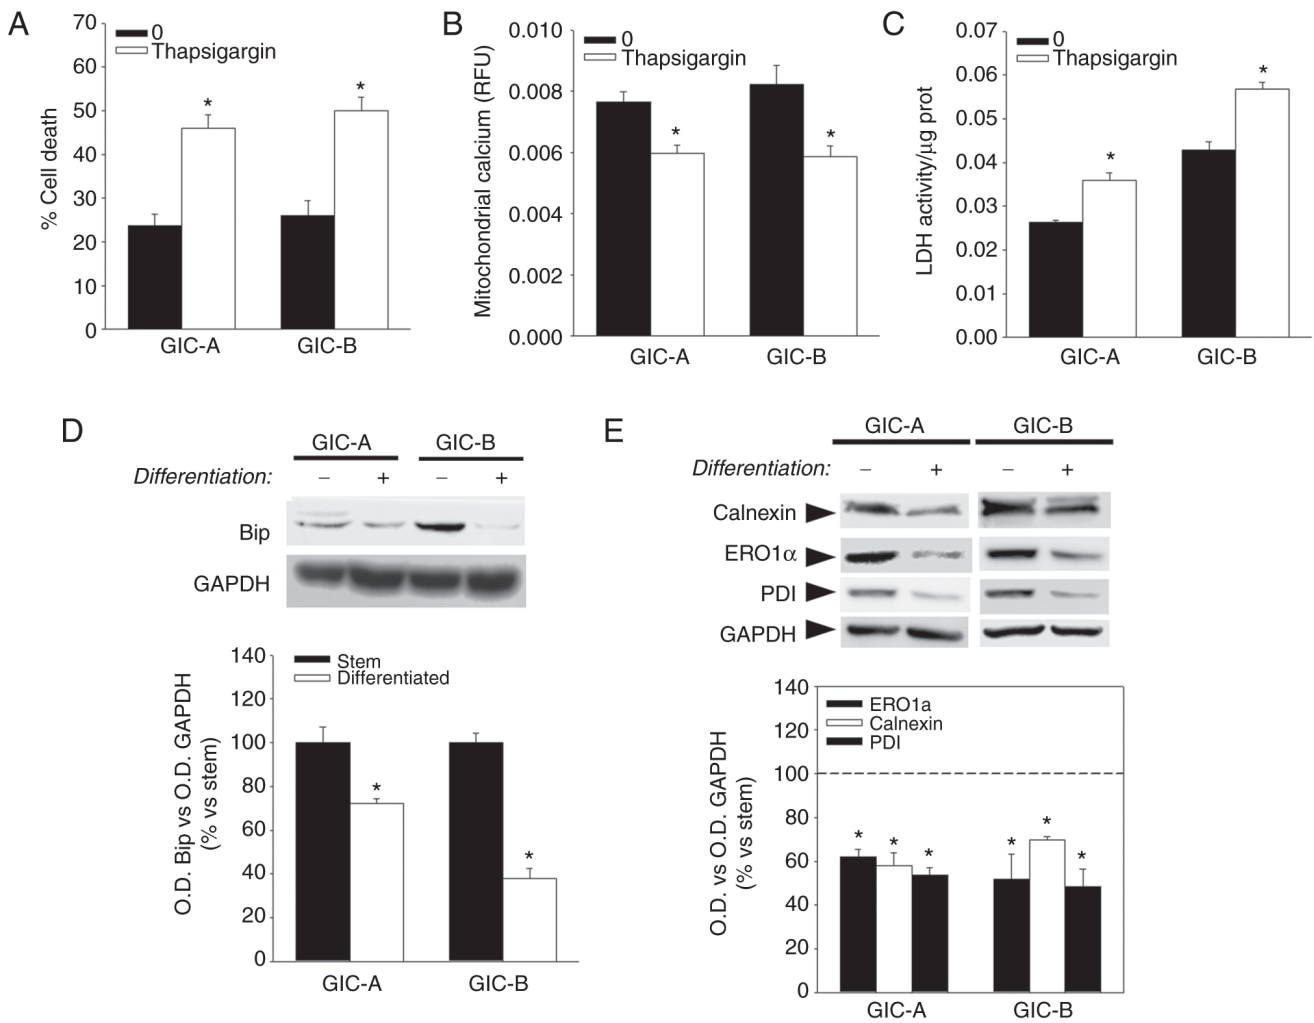 A
70
60
50
40
30
20
10
0
% Cell death
0
Thapsigargin
*
*
GIC-A
GIC-B
B
0.010
0.008
0.006
0.004
0.002
0.000
Mitochondrial calcium (RFU)
0
Thapsigargin
*
*
GIC-A
GIC-B
C
0.07
0.06
0.05
0.04
0.03
0.02
0.01
0.00
LDH activity/μg prot
0
Thapsigargin
*
*
GIC-A
GIC-B
D
GIC-A
GIC-B
Differentiation:
− + − +
Bip
GAPDH
140
120
100
80
60
40
20
0
O.D. Bip vs O.D. GAPDH
(% vs stem)
Stem
Differentiated
*
*
GIC-A
GIC-B
E
GIC-A
GIC-B
Differentiation:
− + − +
Calnexin
ERO1α
PDI
GAPDH
140
120
100
80
60
40
20
0
O.D. vs O.D. GAPDH
(% vs stem)
ERO1a
Calnexin
PDI
* * *
* * *
GIC-A
GIC-B